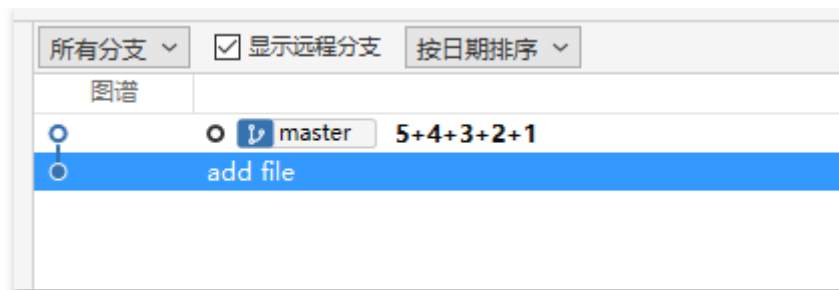 所有分支 显示远程分支 按日期排序
图谱
master 5+4+3+2+1
add file